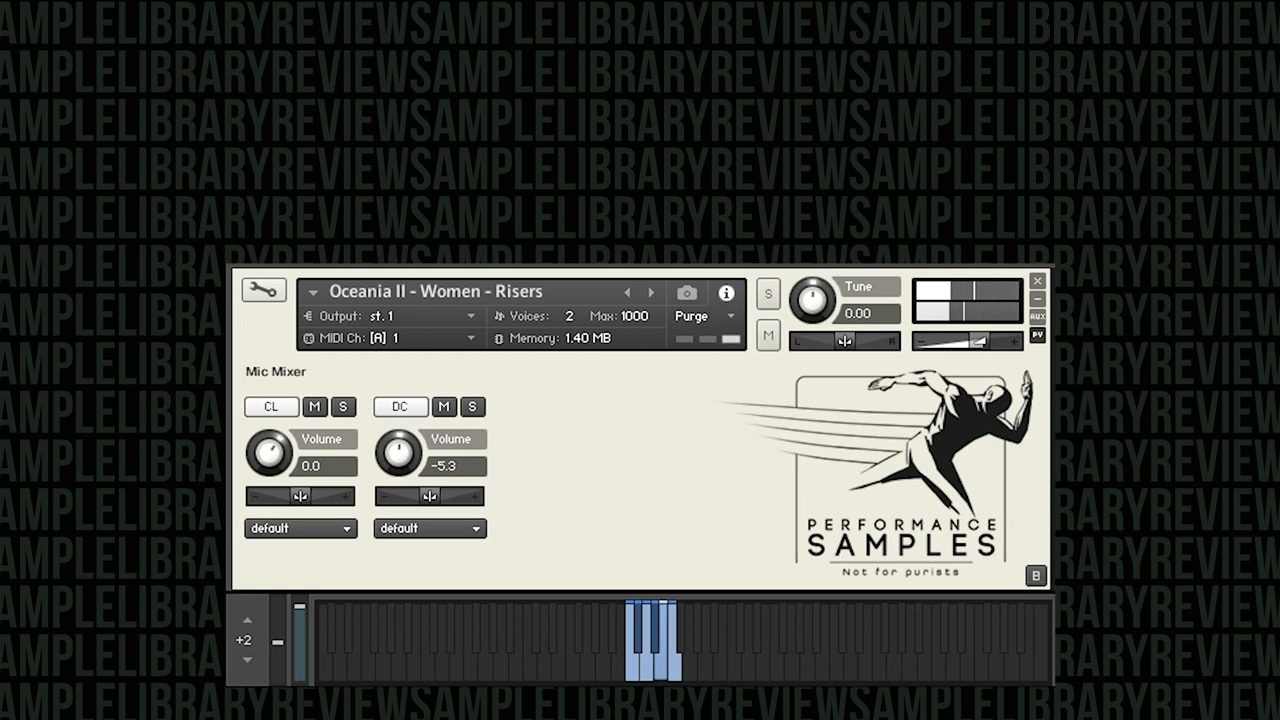 SAMPLELIBRARYREVIEWSAMPLELIBRARYREVIEWSAMPLELIBRARYREVIEW
Oceania II - Women - Risers
Output: st. 1
Voices: 2 Max: 1000
Purge
MIDI Ch: [A] 1
Memory: 1.40 MB
S
M
Tune
0.00
L R
AUX
PV
Mic Mixer
CL M S
DC M S
Volume
0.0
Volume
-5.3
default
default
PERFORMANCE
SAMPLES
Not for purists
B
+2